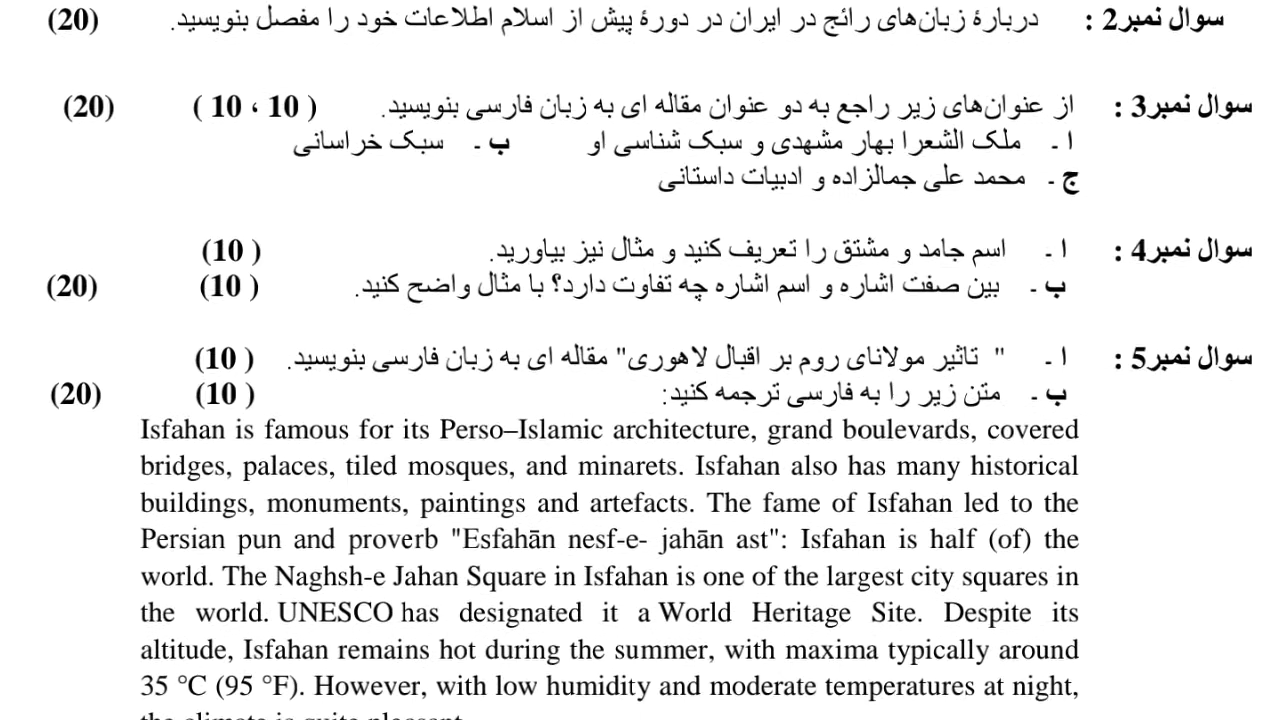 سوال نمبر2 : دربارۀ زبان‌های رائج در ایران در دورۀ پیش از اسلام اطلاعات خود را مفصل بنویسید. (20)
سوال نمبر3 : از عنوان‌های زیر راجع به دو عنوان مقاله ای به زبان فارسی بنویسید. ( 10 ، 10 ) (20)
ا ۔ ملک الشعرا بهار مشهدی و سبک شناسی او ب ۔ سبک خراسانی
ج ۔ محمد علی جمالزاده و ادبیات داستانی
سوال نمبر4 : ا ۔ اسم جامد و مشتق را تعریف کنید و مثال نیز بیاورید. ( 10)
ب ۔ بین صفت اشاره و اسم اشاره چه تفاوت دارد؟ با مثال واضح کنید. ( 10) (20)
سوال نمبر5 : ا ۔ " تاثیر مولانای روم بر اقبال لاهوری" مقاله ای به زبان فارسی بنویسید. ( 10)
ب ۔ متن زیر را به فارسی ترجمه کنید: ( 10) (20)
Isfahan is famous for its Perso–Islamic architecture, grand boulevards, covered
bridges, palaces, tiled mosques, and minarets. Isfahan also has many historical
buildings, monuments, paintings and artefacts. The fame of Isfahan led to the
Persian pun and proverb "Esfahān nesf-e- jahān ast": Isfahan is half (of) the
world. The Naghsh-e Jahan Square in Isfahan is one of the largest city squares in
the world. UNESCO has designated it a World Heritage Site. Despite its
altitude, Isfahan remains hot during the summer, with maxima typically around
35 °C (95 °F). However, with low humidity and moderate temperatures at night,
the climate is quite pleasant.